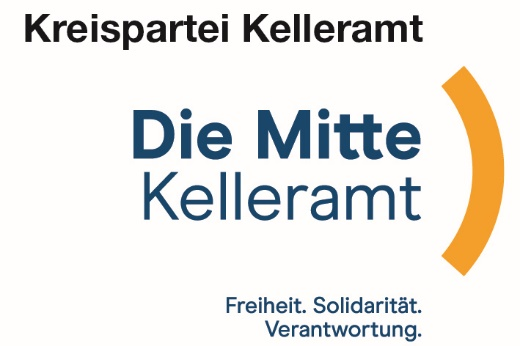 Kreispartei Kelleramt
Die Mitte
Kelleramt
Freiheit. Solidarität.
Verantwortung.